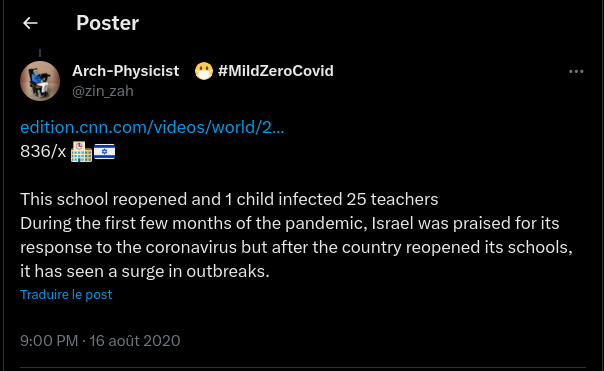 Poster
Arch-Physicist 😷 #MildZeroCovid
@zin_zah
edition.cnn.com/videos/world/2...
836/x 🏫🇮🇱
This school reopened and 1 child infected 25 teachers
During the first few months of the pandemic, Israel was praised for its
response to the coronavirus but after the country reopened its schools,
it has seen a surge in outbreaks.
Traduire le post
9:00 PM · 16 août 2020